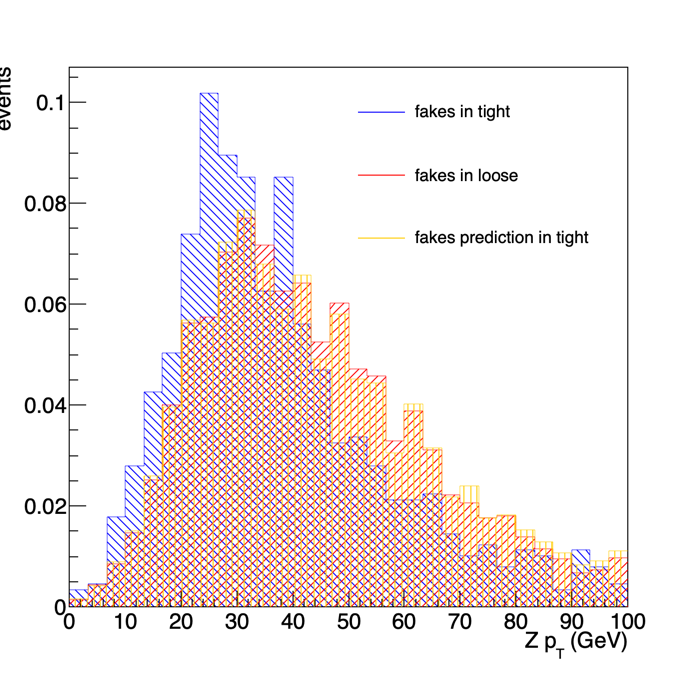 events
0.1
0.08
0.06
0.04
0.02
0
fakes in tight
fakes in loose
fakes prediction in tight
0 10 20 30 40 50 60 70 80 90 100
Z pT (GeV)